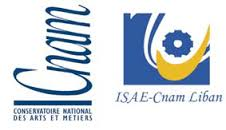 Cnam
CONSERVATOIRE NATIONAL
DES ARTS ET METIERS
ISAE-Cnam Liban